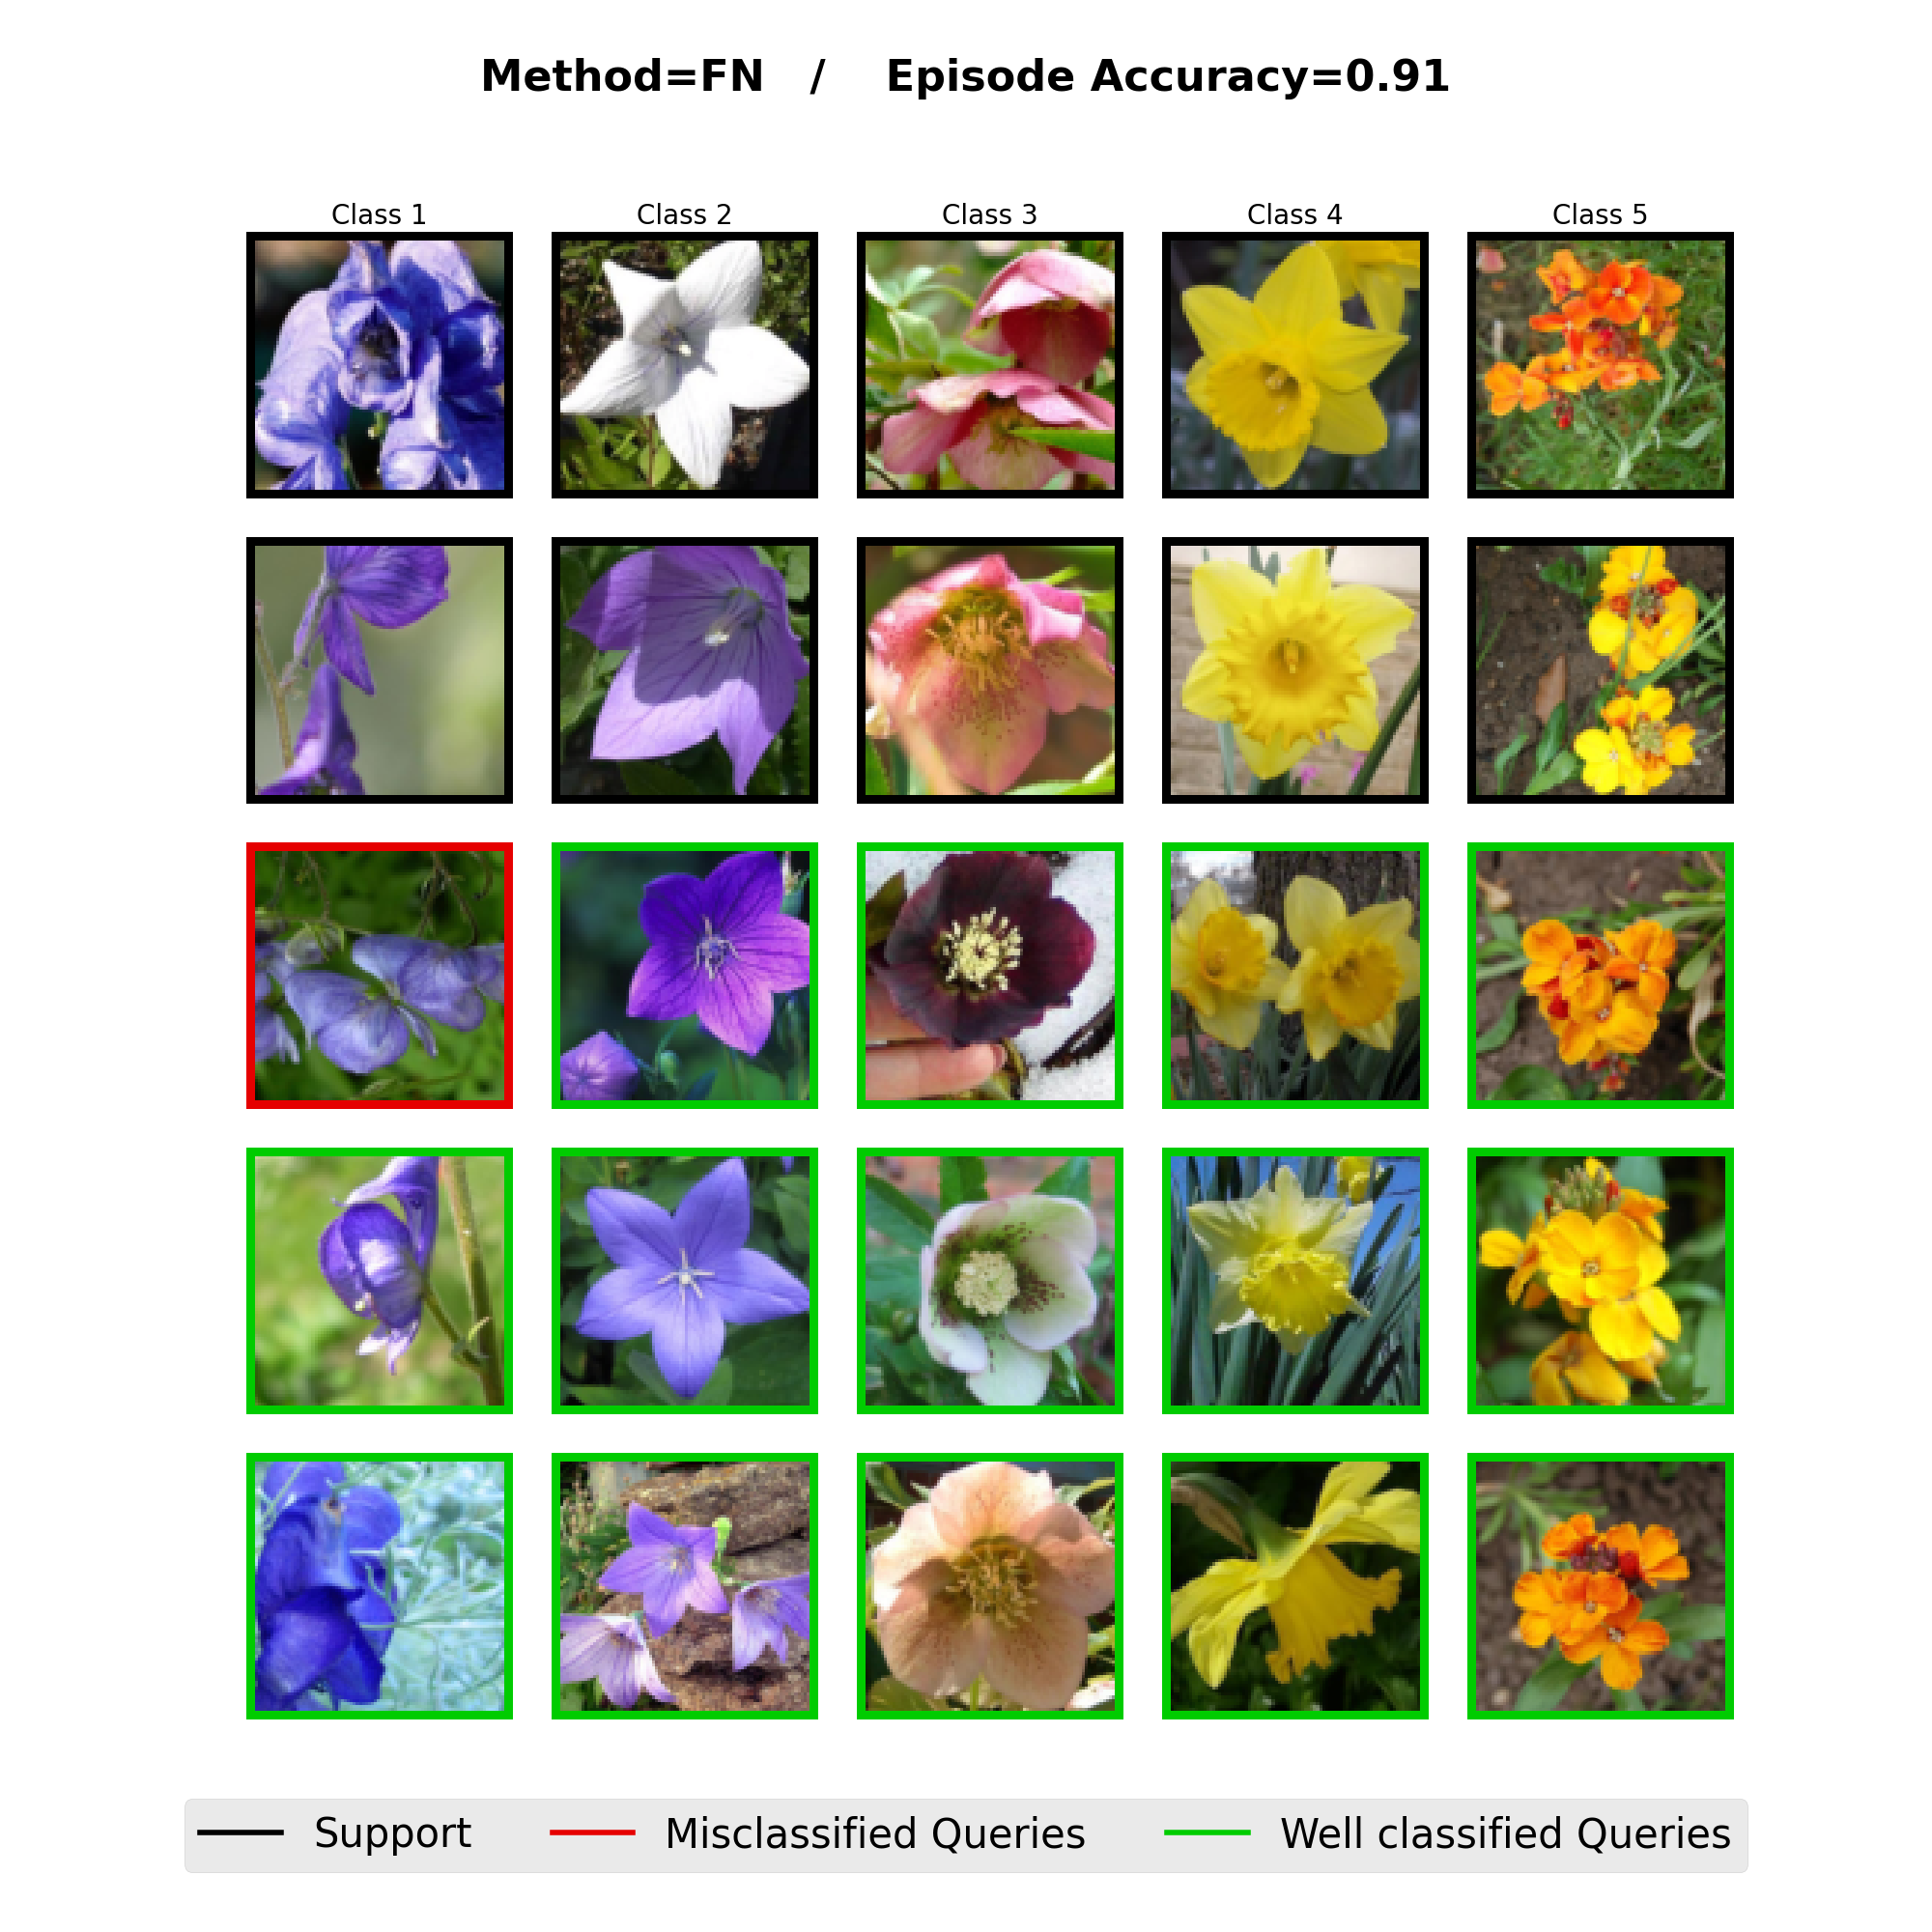 Method=FN / Episode Accuracy=0.91
Class 1 Class 2 Class 3 Class 4 Class 5
Support Misclassified Queries Well classified Queries